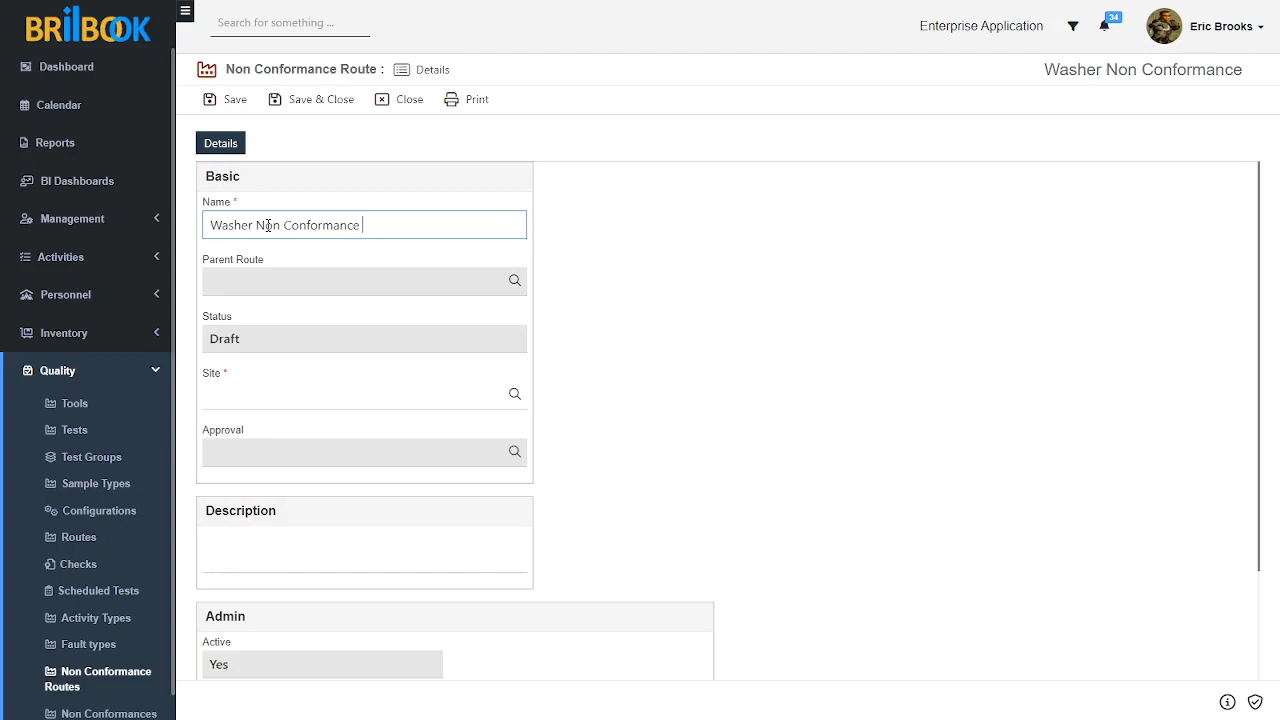 BRILBOOK
Search for something ...
Enterprise Application
34
Eric Brooks
Dashboard
Calendar
Reports
BI Dashboards
Management
Activities
Personnel
Inventory
Quality
Tools
Tests
Test Groups
Sample Types
Configurations
Routes
Checks
Scheduled Tests
Activity Types
Fault types
Non Conformance
Routes
Non Conformances
Non Conformance Route :
Details
Washer Non Conformance
Save
Save & Close
Close
Print
Details
Basic
Name *
Washer Non Conformance
Parent Route
Status
Draft
Site *
Approval
Description
Admin
Active
Yes